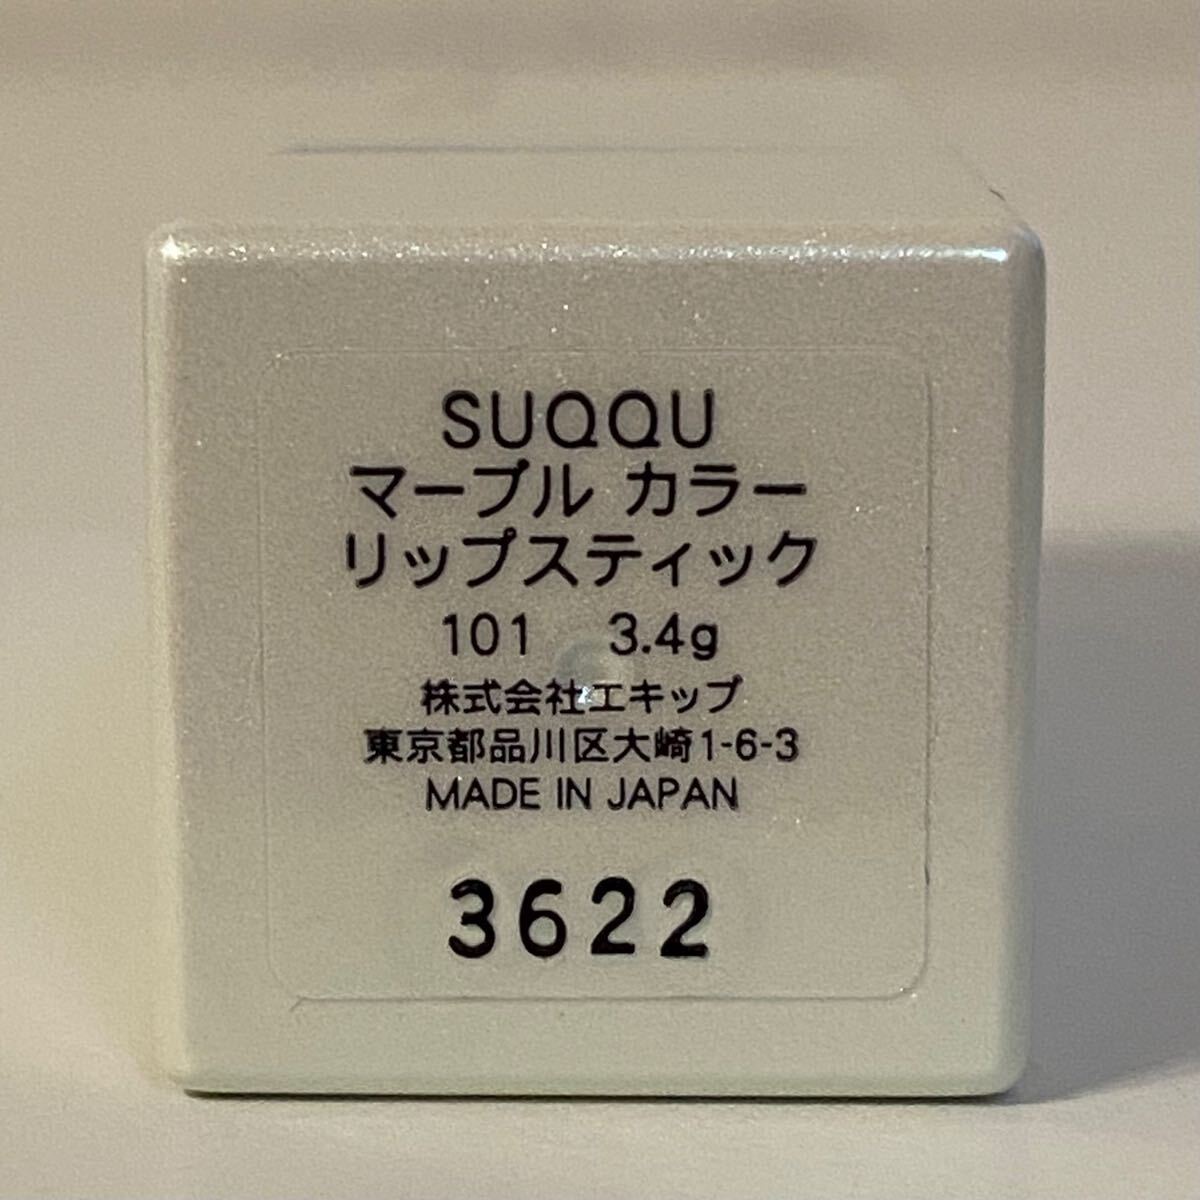 SUQQU
マーブル カラー
リップスティック
101 3.4g
株式会社エキップ
東京都品川区大崎1-6-3
MADE IN JAPAN
3622